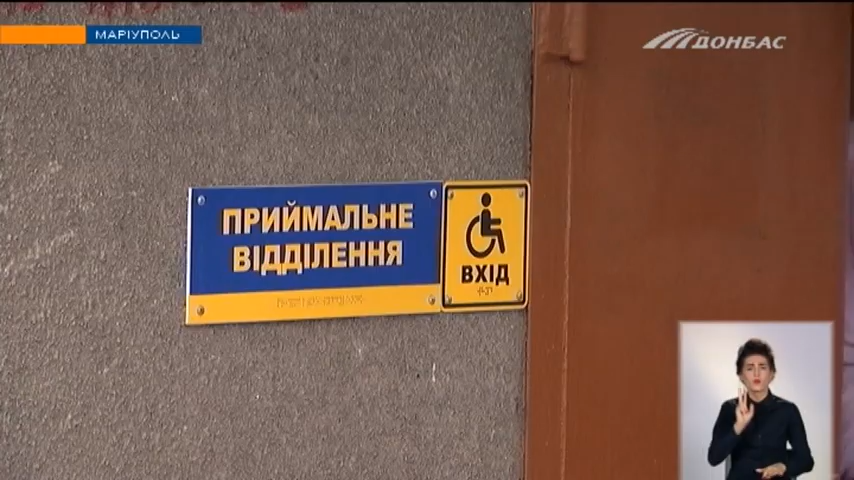 МАРІУПОЛЬ
ДОНБАС
ПРИЙМАЛЬНЕ
ВІДДІЛЕННЯ
ВХІД